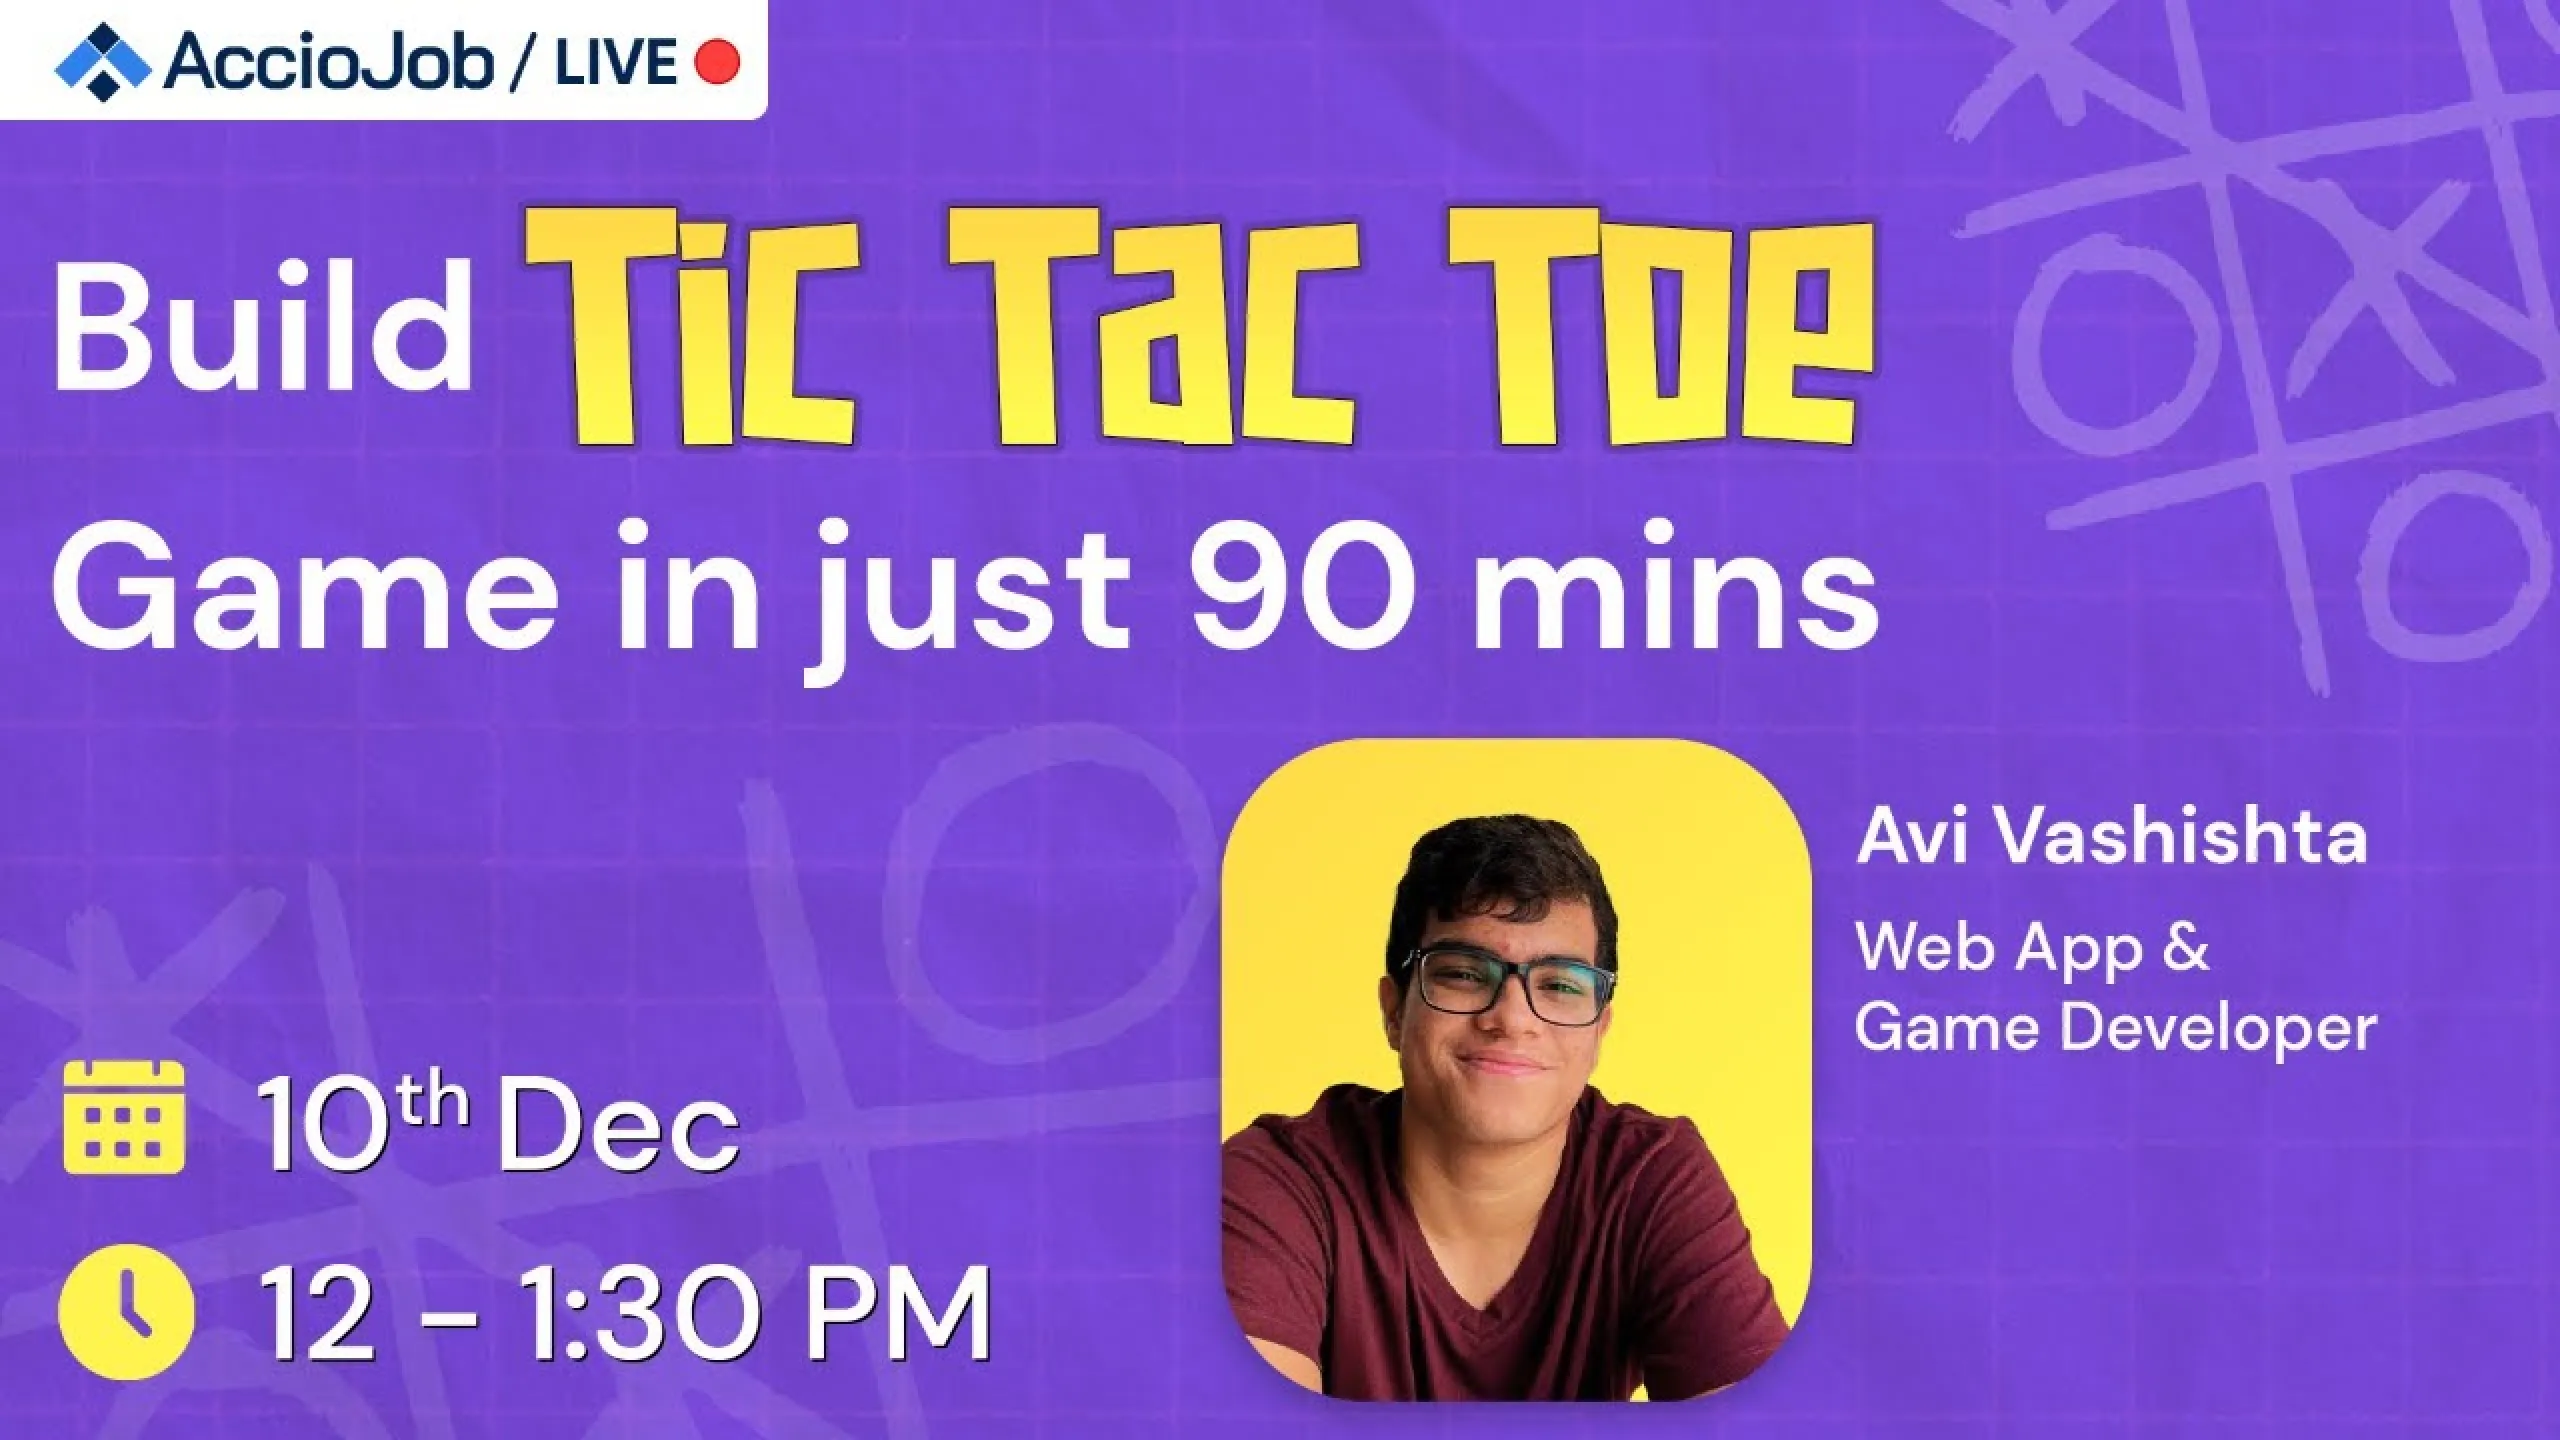 AccioJob / LIVE
Build Tic Tac Toe
Game in just 90 mins
Avi Vashishta
Web App &
Game Developer
10th Dec
12 - 1:30 PM